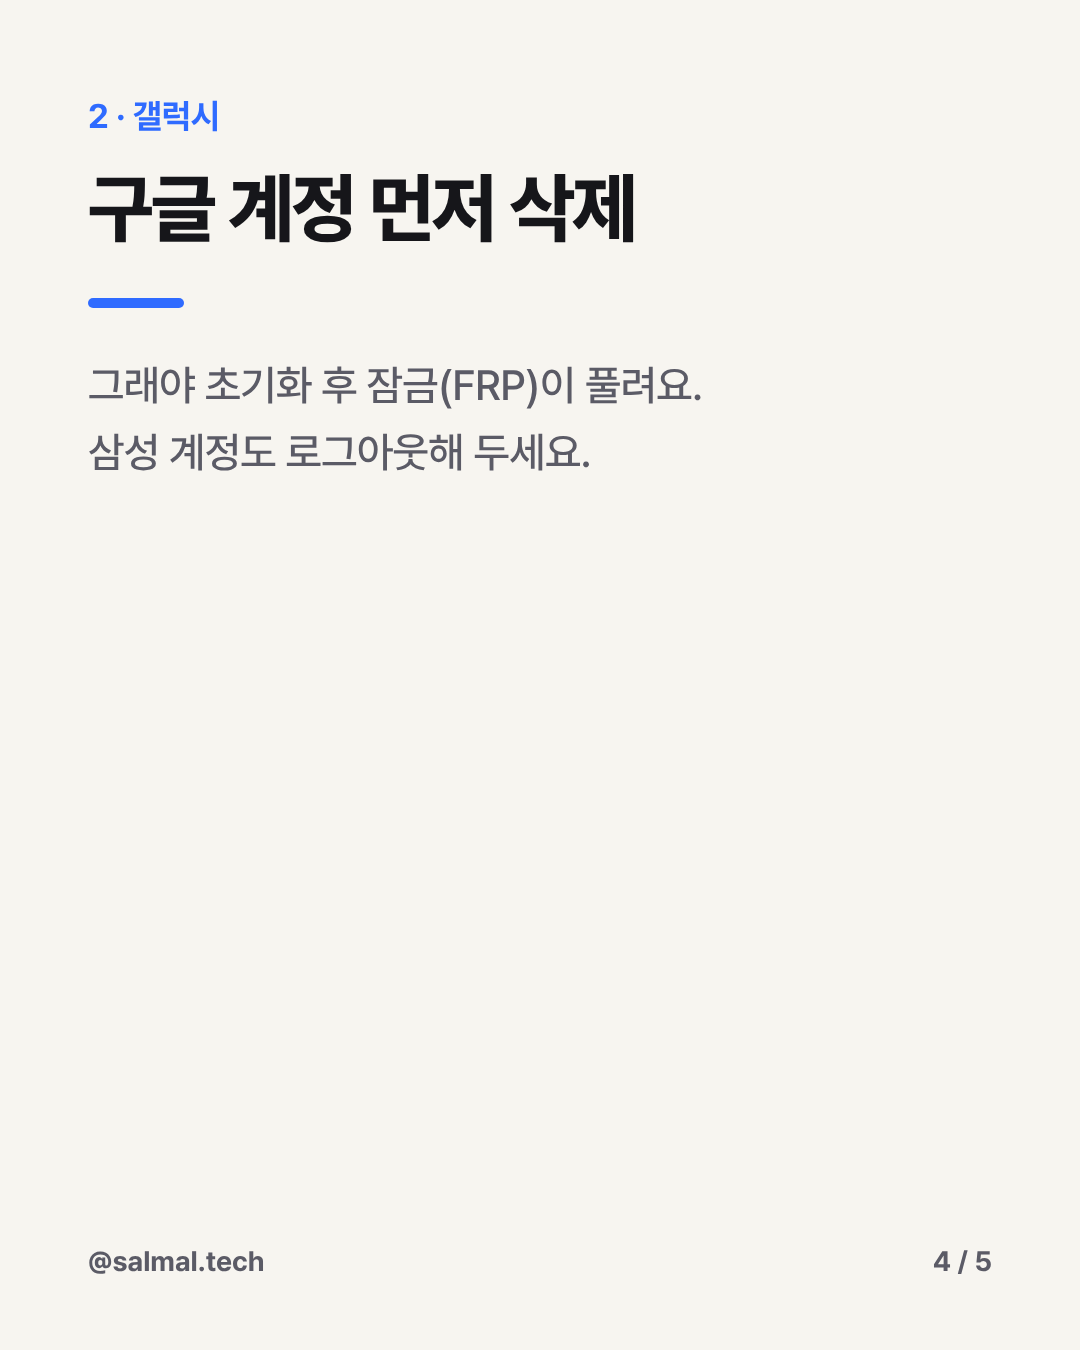 2 · 갤럭시
구글 계정 먼저 삭제
그래야 초기화 후 잠금(FRP)이 풀려요.
삼성 계정도 로그아웃해 두세요.
@salmal.tech
4 / 5